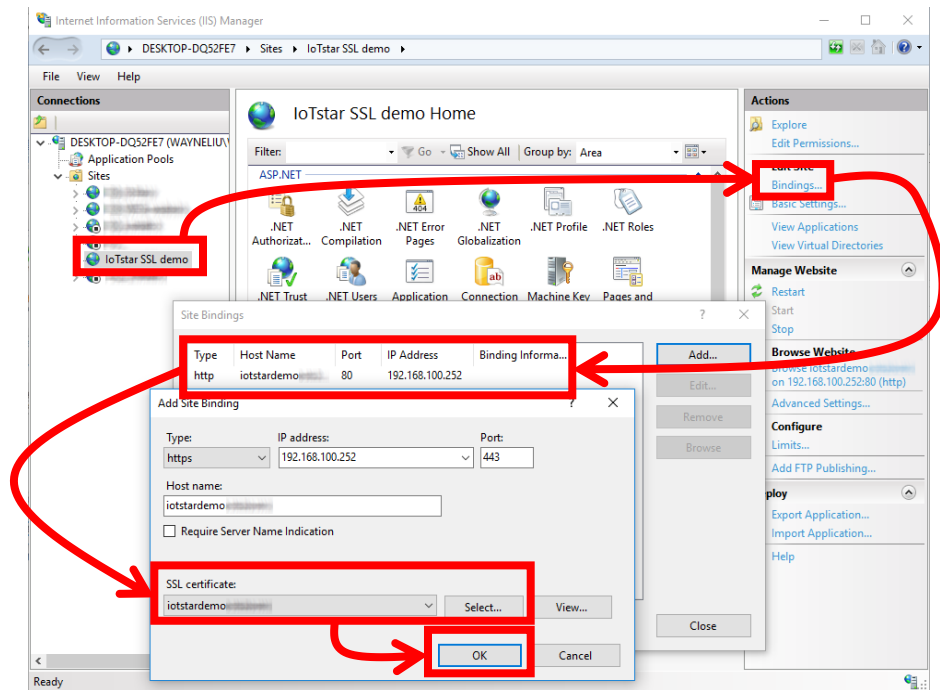 Internet Information Services (IIS) Manager
DESKTOP-DQ52FE7 Sites IoTstar SSL demo
File View Help
Connections
DESKTOP-DQ52FE7 (WAYNELIU\
Application Pools
Sites
IoTstar SSL demo
IoTstar SSL demo Home
Filter: Go Show All Group by: Area
ASP.NET
.NET Authorizat...
.NET Compilation
.NET Error Pages
.NET Globalization
.NET Profile
.NET Roles
.NET Trust
.NET Users
Application
Connection
Machine Key
Pages and
Actions
Explore
Edit Permissions...
Edit Site
Bindings...
Basic Settings...
View Applications
View Virtual Directories
Manage Website
Restart
Start
Stop
Browse Website
Browse iotstardemo
on 192.168.100.252:80 (http)
Advanced Settings...
Configure
Limits...
Add FTP Publishing...
ploy
Export Application...
Import Application...
Help
Site Bindings ?
Type Host Name Port IP Address Binding Informa...
http iotstardemo 80 192.168.100.252
Add...
Edit...
Remove
Browse
Close
Add Site Binding ?
Type: IP address: Port:
https 192.168.100.252 443
Host name:
iotstardemo
Require Server Name Indication
SSL certificate:
iotstardemo Select... View...
OK Cancel
Ready